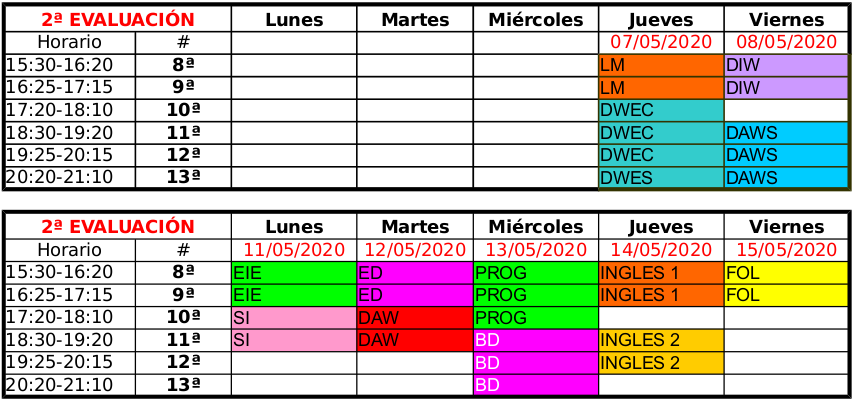 2ª EVALUACIÓN Lunes Martes Miércoles Jueves Viernes
Horario # 07/05/2020 08/05/2020
15:30-16:20 8ª LM DIW
16:25-17:15 9ª LM DIW
17:20-18:10 10ª DWEC
18:30-19:20 11ª DWEC DAWS
19:25-20:15 12ª DWEC DAWS
20:20-21:10 13ª DWES DAWS
2ª EVALUACIÓN Lunes Martes Miércoles Jueves Viernes
Horario # 11/05/2020 12/05/2020 13/05/2020 14/05/2020 15/05/2020
15:30-16:20 8ª EIE ED PROG INGLES 1 FOL
16:25-17:15 9ª EIE ED PROG INGLES 1 FOL
17:20-18:10 10ª SI DAW PROG
18:30-19:20 11ª SI DAW BD INGLES 2
19:25-20:15 12ª BD INGLES 2
20:20-21:10 13ª BD